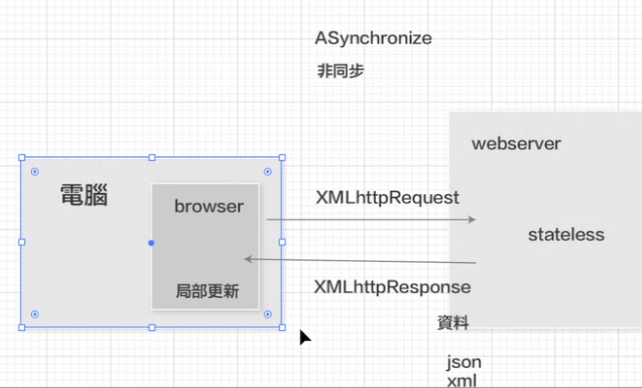 ASynchronize
非同步
webserver
電腦
browser
XMLhttpRequest
stateless
局部更新
XMLhttpResponse
資料
json
xml